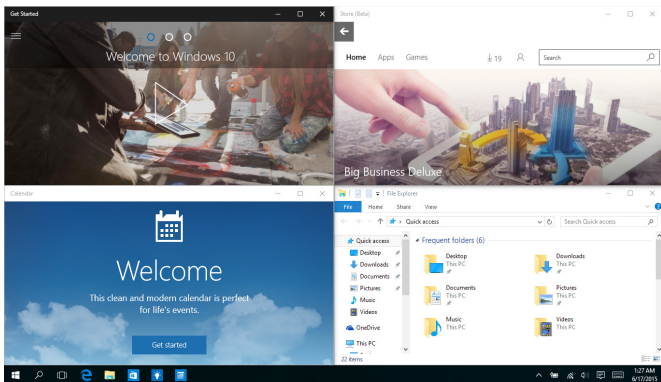 Get Started
Welcome to Windows 10
Store (Beta)
Home Apps Games 19 Search
Big Business Deluxe
Calendar
Welcome
This clean and modern calendar is perfect
for life's events.
Get started
File Explorer
File Home Share View
Quick access Search Quick access
Quick access
Desktop
Downloads
Documents
Pictures
Music
Videos
OneDrive
This PC
Frequent folders (6)
Desktop
This PC
Downloads
This PC
Documents
This PC
Pictures
This PC
Music
This PC
Videos
This PC
22 items
1:27 AM
6/17/2015